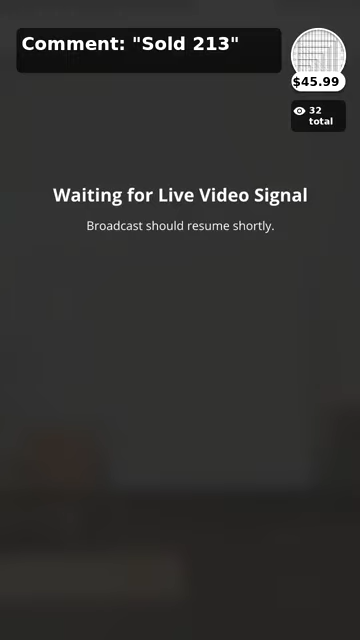 Comment: "Sold 213"
$45.99
32
total
Waiting for Live Video Signal
Broadcast should resume shortly.